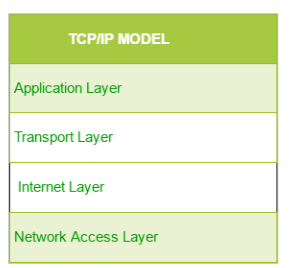 TCP/IP MODEL
Application Layer
Transport Layer
Internet Layer
Network Access Layer